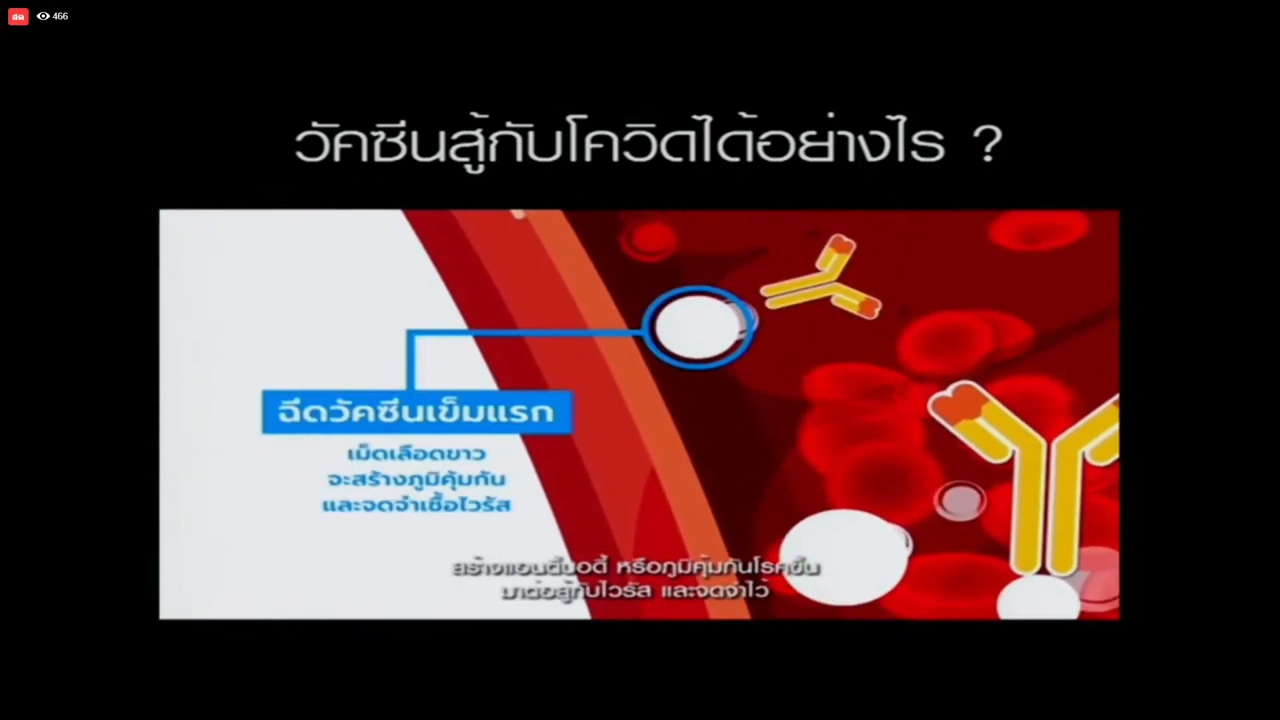 สด 466
วัคซีนสู้กับโควิดได้อย่างไร ?
ฉีดวัคซีนเข็มแรก
เม็ดเลือดขาว
จะสร้างภูมิคุ้มกัน
และจดจำเชื้อไวรัส
สร้างแอนตี้บอดี้ หรือภูมิคุ้มกันโรคขึ้น
มาต่อสู้กับไวรัส และจดจำไว้